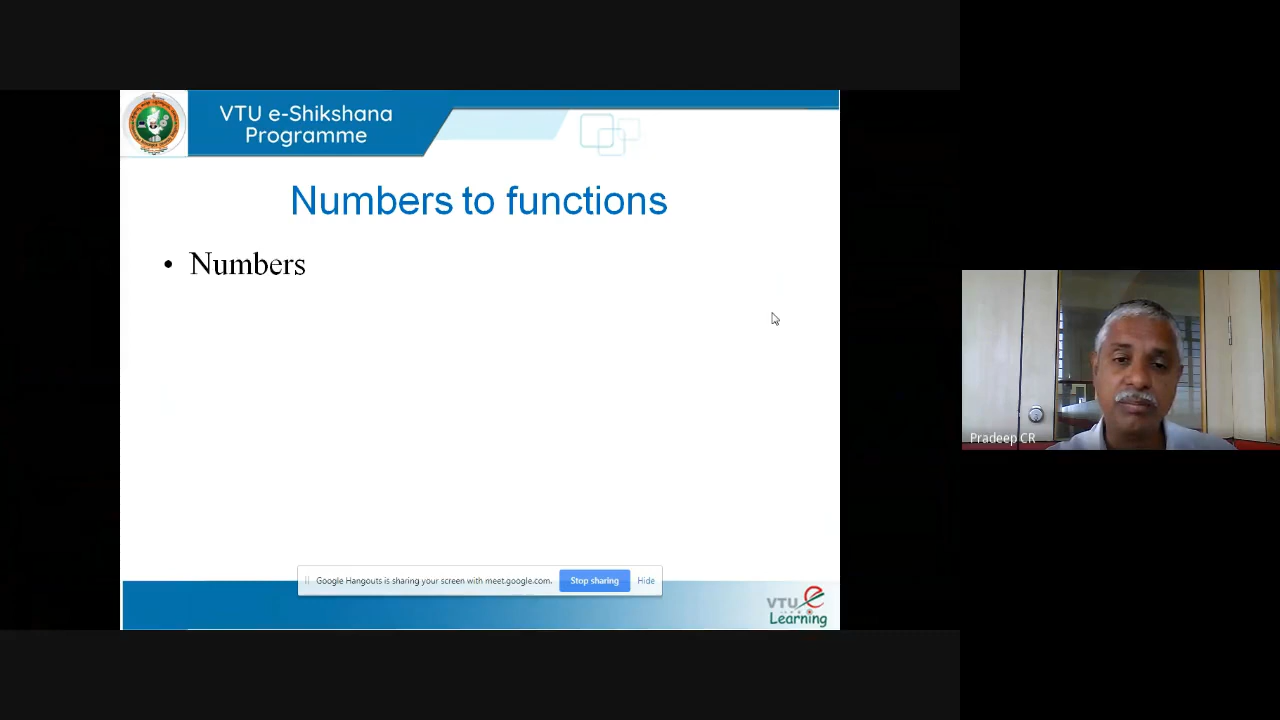 VTU e-Shikshana
Programme
Numbers to functions
• Numbers
Pradeep CR
Google Hangouts is sharing your screen with meet.google.com. Stop sharing Hide
VTU e
Learning